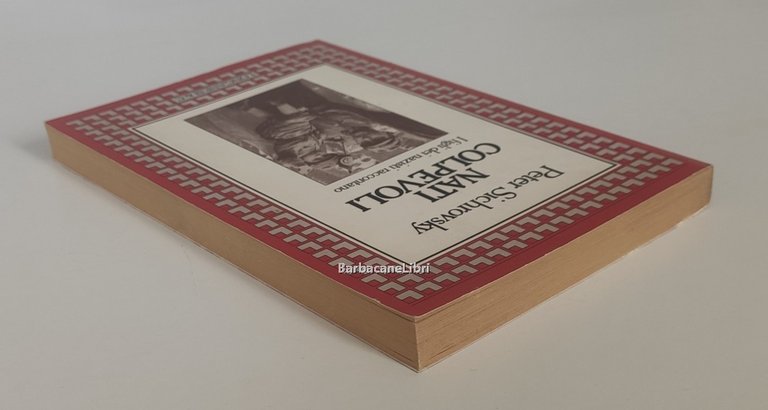 Peter Sichrovsky
NATI
COLPEVOLI
I figli dei nazisti raccontano
BarbacaneLibri